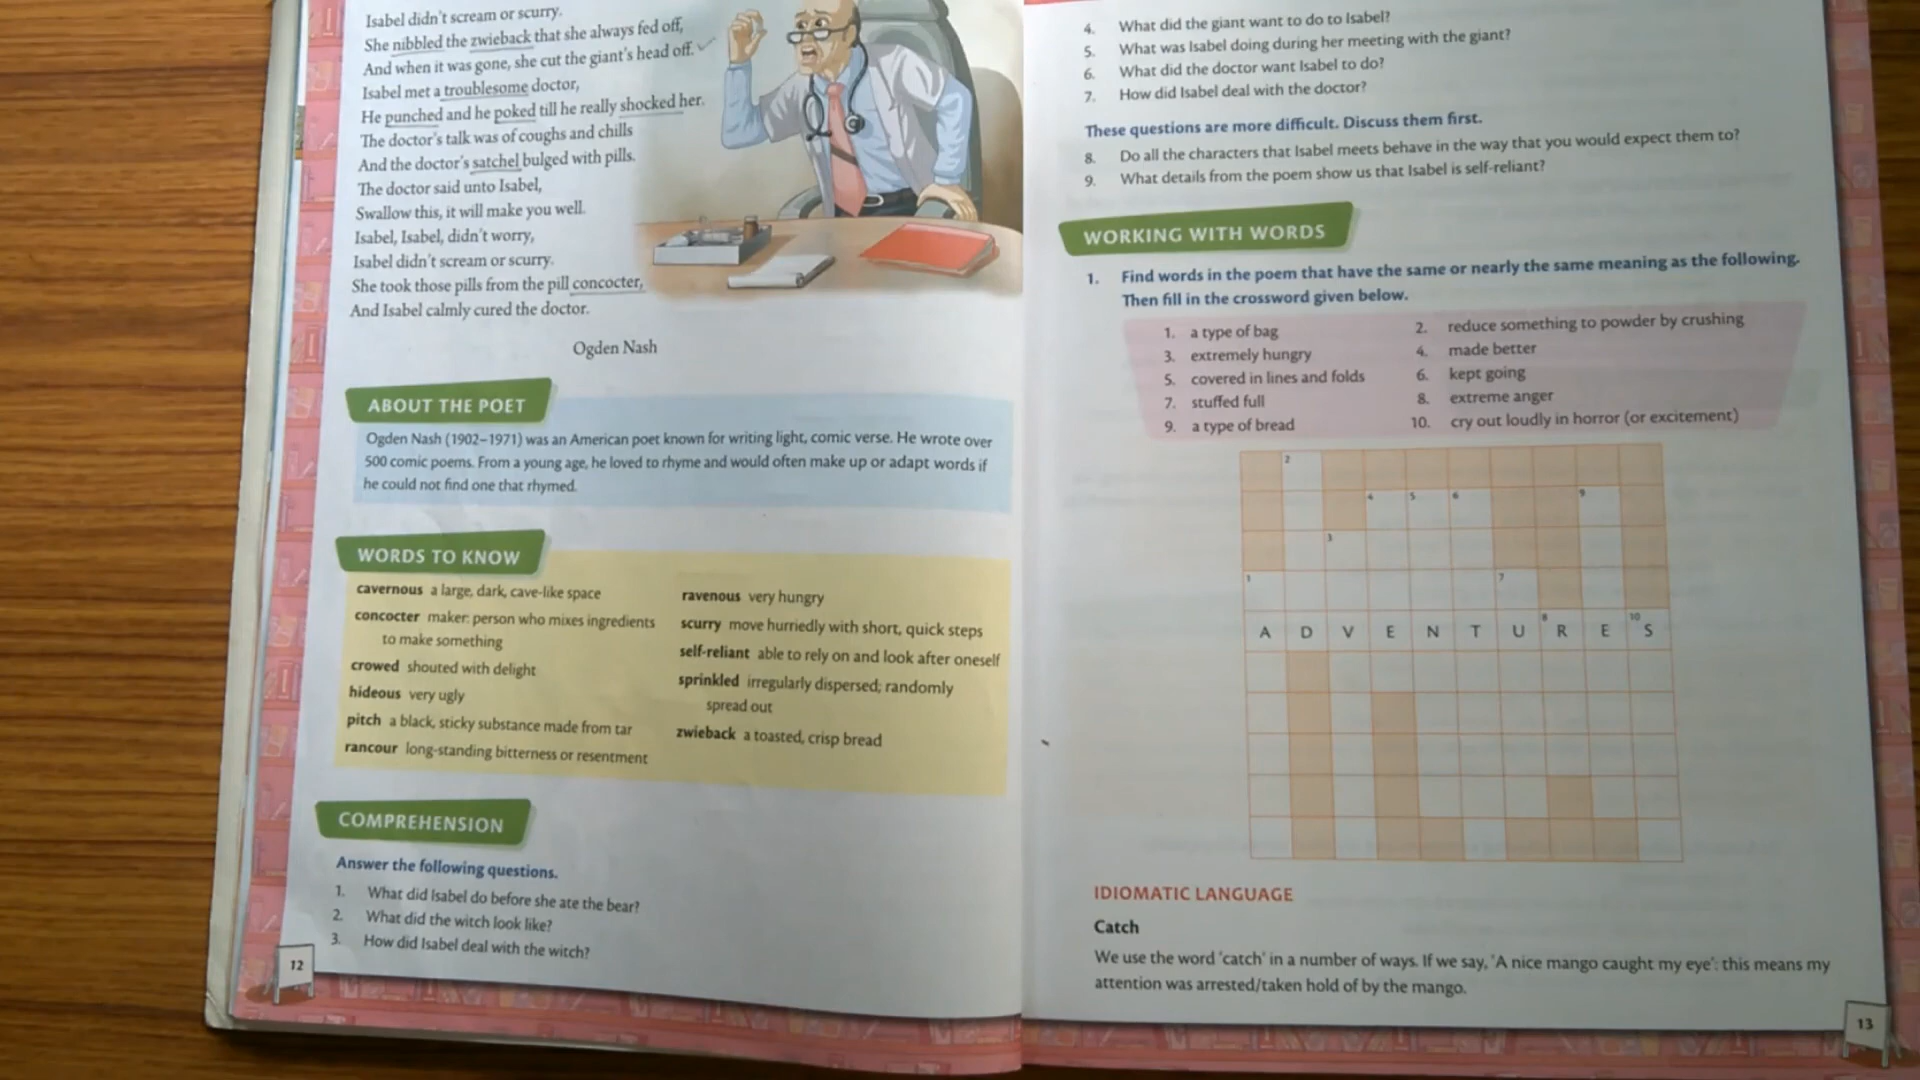 Isabel didn't scream or scurry.
She nibbled the zwieback that she always fed off,
And when it was gone, she cut the giant's head off.
Isabel met a troublesome doctor,
He punched and he poked till he really shocked her.
The doctor's talk was of coughs and chills
And the doctor's satchel bulged with pills.
The doctor said unto Isabel,
Swallow this, it will make you well.
Isabel, Isabel, didn't worry,
Isabel didn't scream or scurry.
She took those pills from the pill concocter,
And Isabel calmly cured the doctor.
Ogden Nash
ABOUT THE POET
Ogden Nash (1902–1971) was an American poet known for writing light, comic verse. He wrote over
500 comic poems. From a young age, he loved to rhyme and would often make up or adapt words if
he could not find one that rhymed.
WORDS TO KNOW
cavernous a large, dark, cave-like space
concocter maker: person who mixes ingredients
to make something
crowed shouted with delight
hideous very ugly
pitch a black, sticky substance made from tar
rancour long-standing bitterness or resentment
ravenous very hungry
scurry move hurriedly with short, quick steps
self-reliant able to rely on and look after oneself
sprinkled irregularly dispersed; randomly
spread out
zwieback a toasted, crisp bread
COMPREHENSION
Answer the following questions.
1. What did Isabel do before she ate the bear?
2. What did the witch look like?
3. How did Isabel deal with the witch?
12
4. What did the giant want to do to Isabel?
5. What was Isabel doing during her meeting with the giant?
6. What did the doctor want Isabel to do?
7. How did Isabel deal with the doctor?
These questions are more difficult. Discuss them first.
8. Do all the characters that Isabel meets behave in the way that you would expect them to?
9. What details from the poem show us that Isabel is self-reliant?
WORKING WITH WORDS
1. Find words in the poem that have the same or nearly the same meaning as the following.
Then fill in the crossword given below.
1. a type of bag 2. reduce something to powder by crushing
3. extremely hungry 4. made better
5. covered in lines and folds 6. kept going
7. stuffed full 8. extreme anger
9. a type of bread 10. cry out loudly in horror (or excitement)
2
4 5 6 9
3
1 7
8 10
A D V E N T U R E S
IDIOMATIC LANGUAGE
Catch
We use the word 'catch' in a number of ways. If we say, 'A nice mango caught my eye': this means my
attention was arrested/taken hold of by the mango.
13